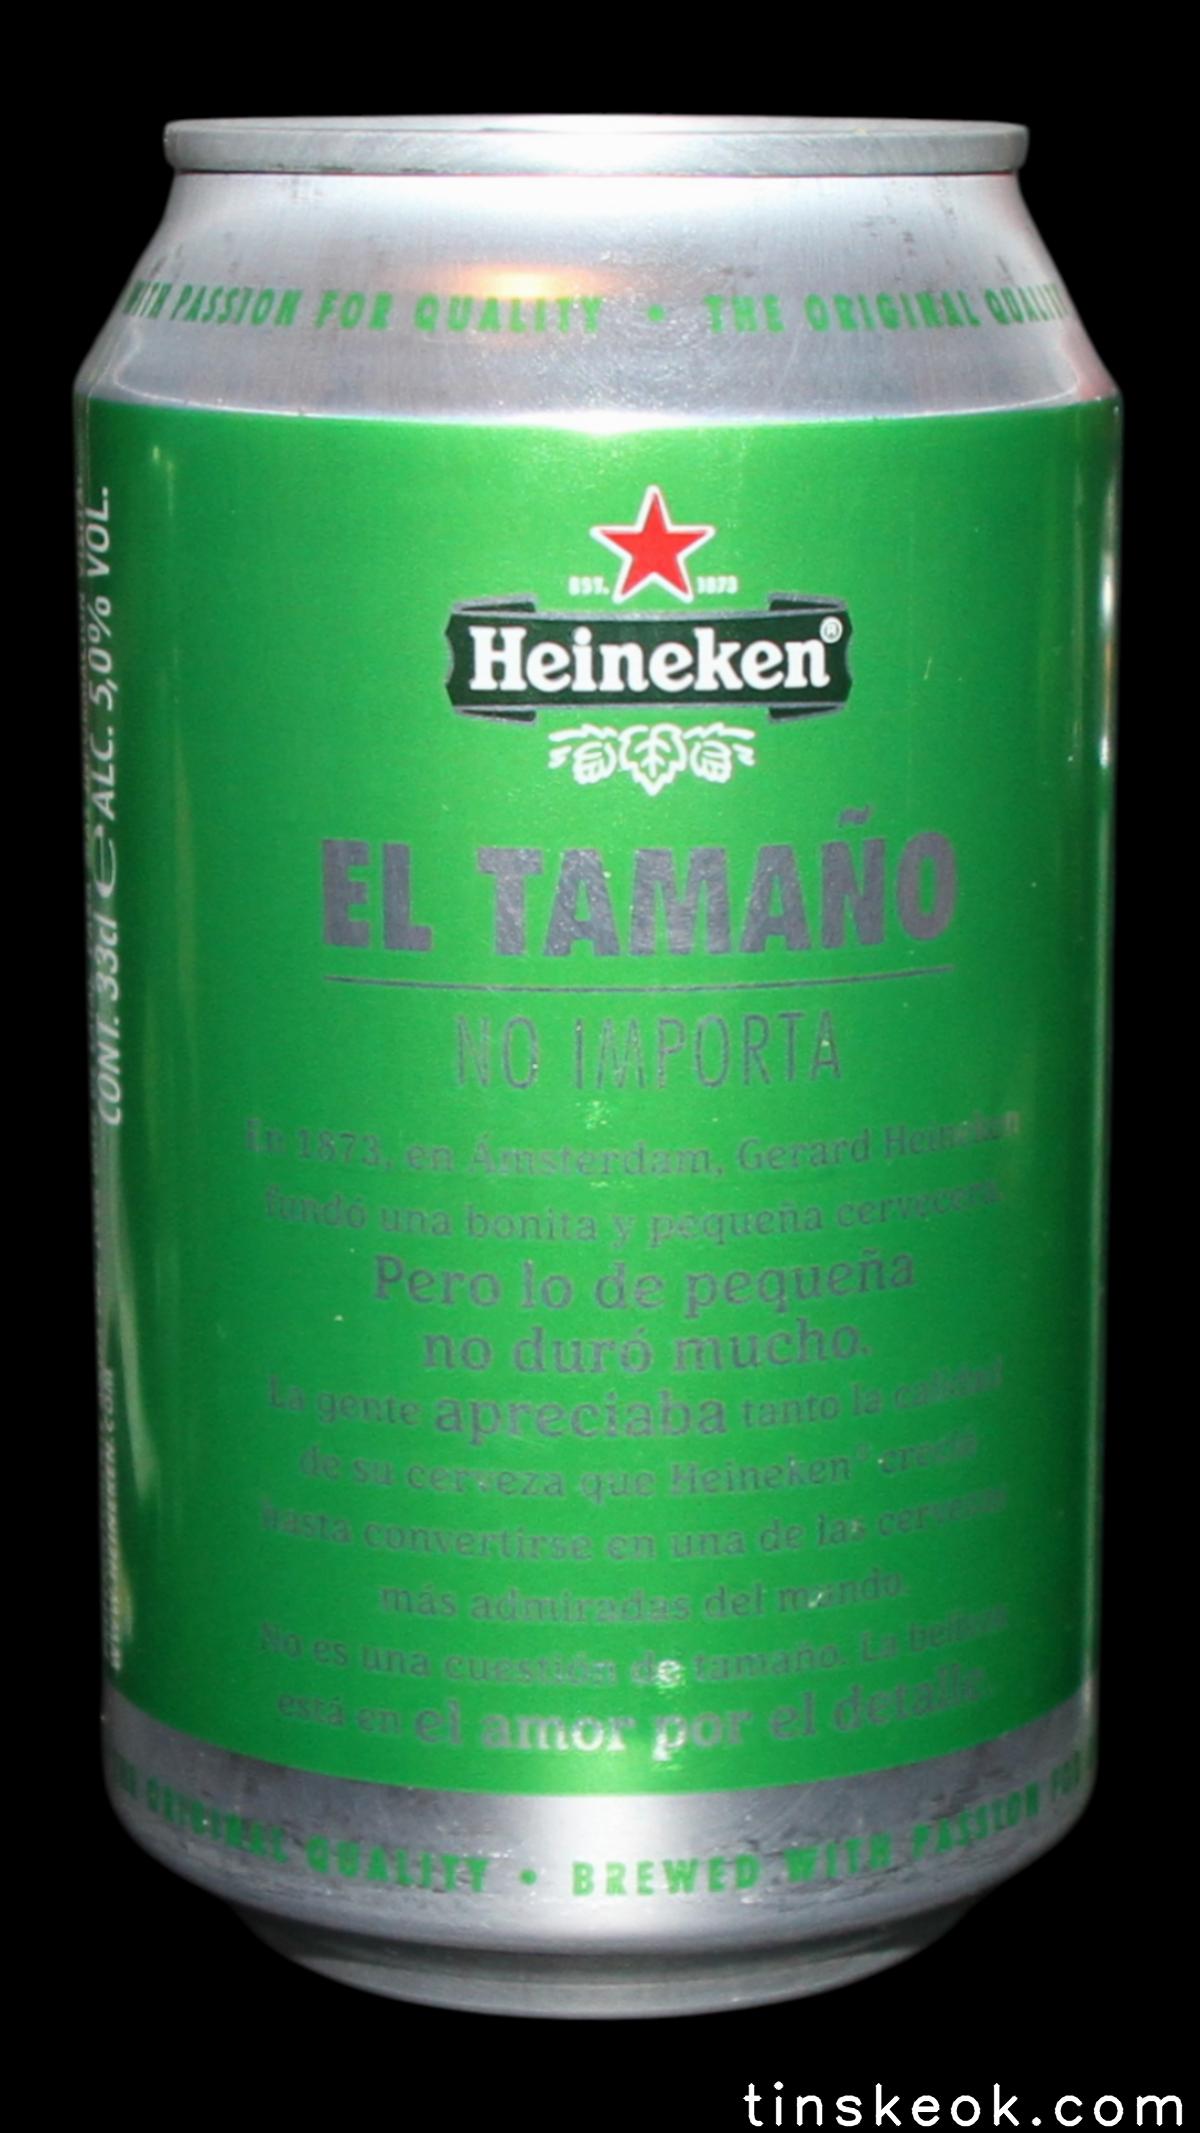 WITH PASSION FOR QUALITY • THE ORIGINAL QUALITY
EST. 1873
Heineken®
EL TAMAÑO
NO IMPORTA
En 1873, en Ámsterdam, Gerard Heineken
fundó una bonita y pequeña cervecera.
Pero lo de pequeña
no duró mucho.
La gente apreciaba tanto la calidad
de su cerveza que Heineken® creció
hasta convertirse en una de las cervezas
más admiradas del mundo.
No es una cuestión de tamaño. La belleza
está en el amor por el detalle.
CONT. 33cl e ALC. 5,0% VOL.
ORIGINAL QUALITY • BREWED WITH PASSION FOR
tinskeok.com